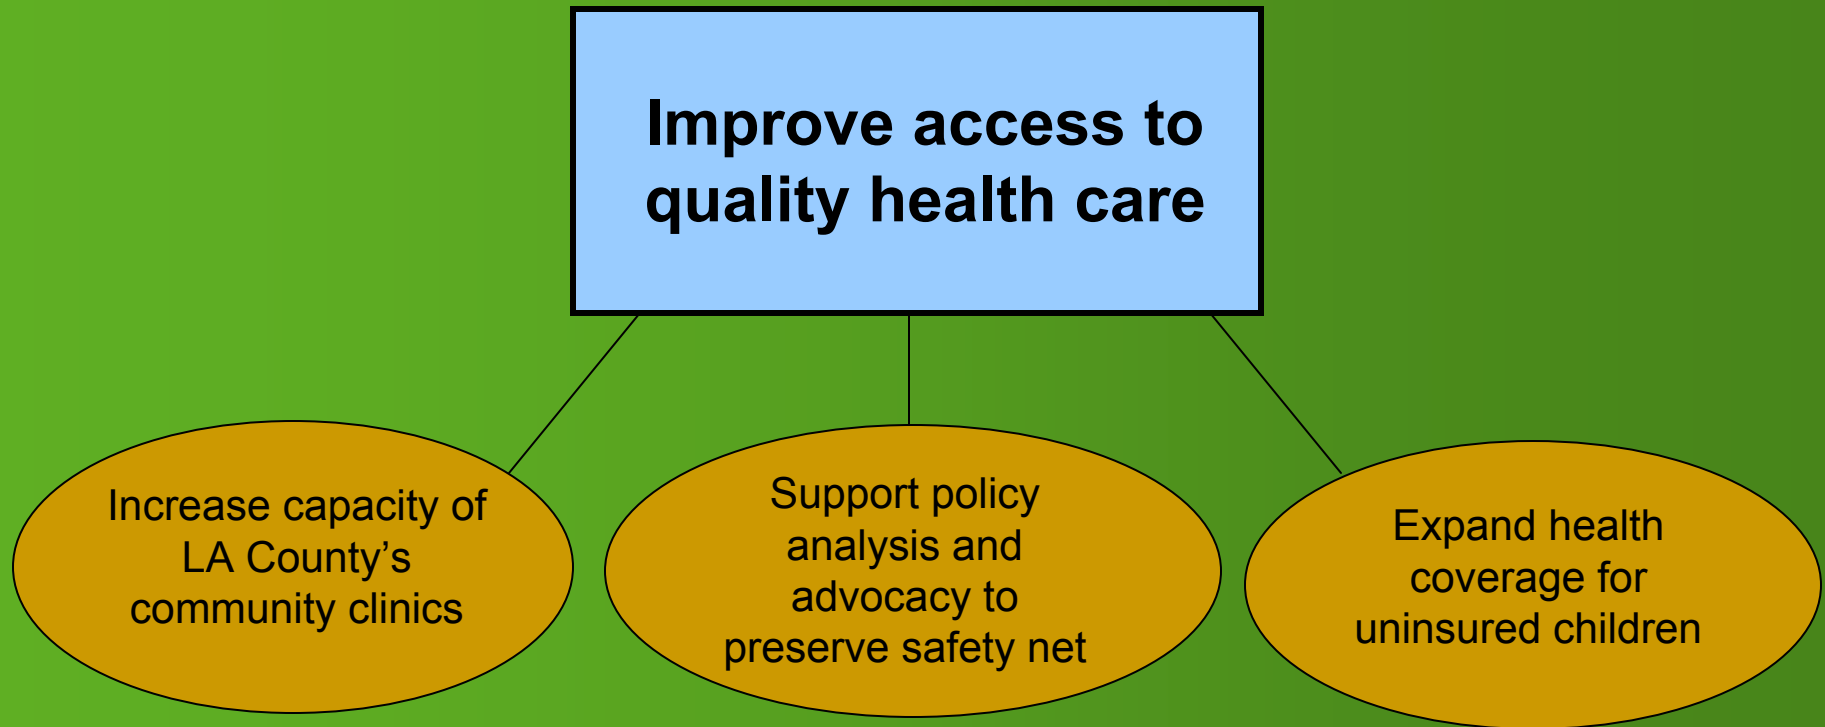 Improve access to
quality health care
Increase capacity of
LA County’s
community clinics
Support policy
analysis and
advocacy to
preserve safety net
Expand health
coverage for
uninsured children